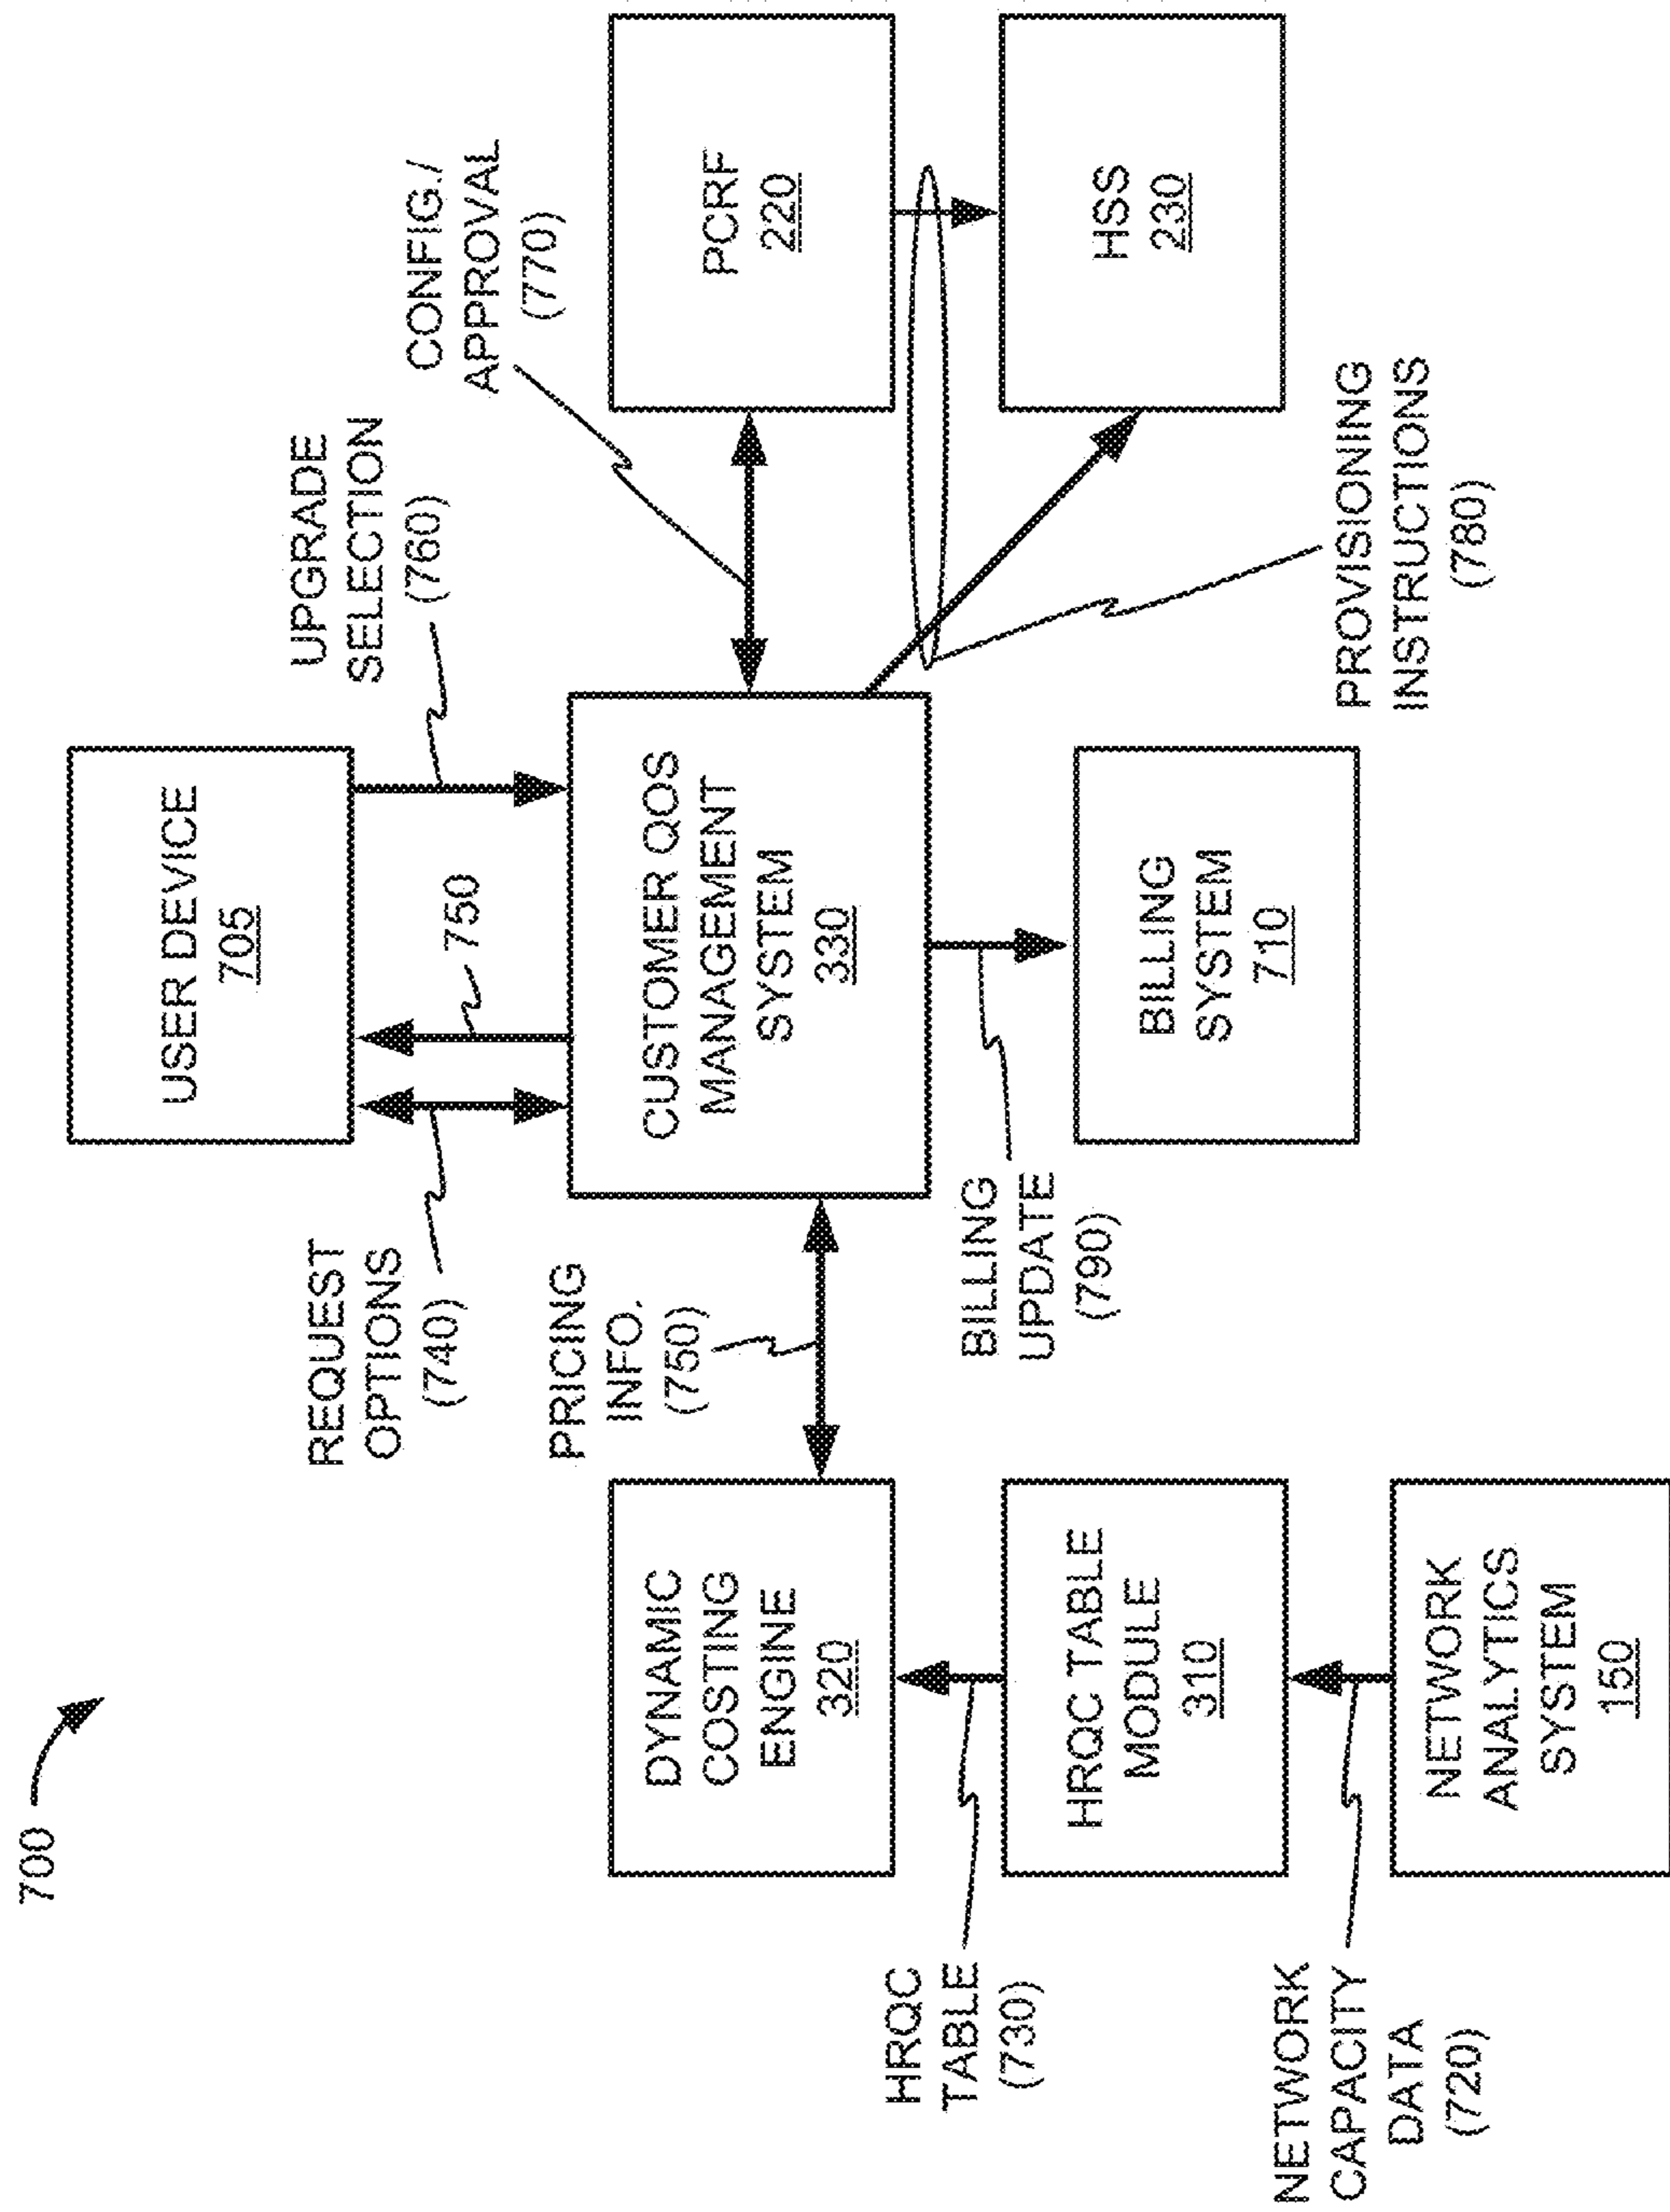 700
USER DEVICE
705
REQUEST
OPTIONS
(740)
750
UPGRADE
SELECTION
(760)
CONFIG./
APPROVAL
(770)
PRICING
INFO.
(750)
DYNAMIC
COSTING
ENGINE
320
CUSTOMER QOS
MANAGEMENT
SYSTEM
330
PCRF
220
HRQC
TABLE
(730)
BILLING
UPDATE
(790)
HRQC TABLE
MODULE
310
BILLING
SYSTEM
710
HSS
230
NETWORK
CAPACITY
DATA
(720)
NETWORK
ANALYTICS
SYSTEM
150
PROVISIONING
INSTRUCTIONS
(780)